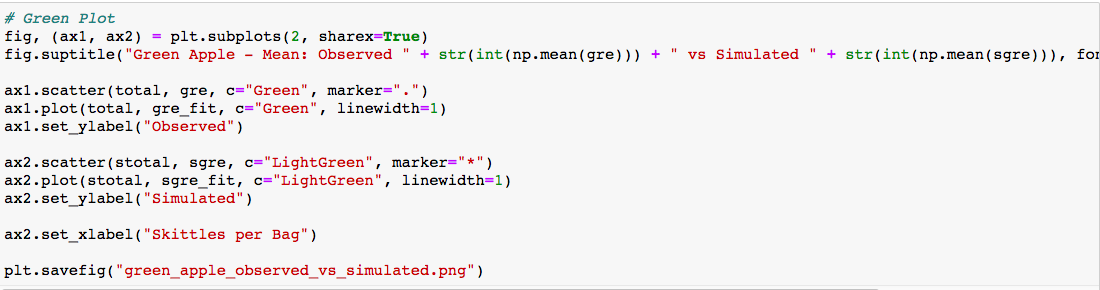 # Green Plot
fig, (ax1, ax2) = plt.subplots(2, sharex=True)
fig.suptitle("Green Apple - Mean: Observed " + str(int(np.mean(gre))) + " vs Simulated " + str(int(np.mean(sgre))), for
ax1.scatter(total, gre, c="Green", marker=".")
ax1.plot(total, gre_fit, c="Green", linewidth=1)
ax1.set_ylabel("Observed")
ax2.scatter(stotal, sgre, c="LightGreen", marker="*")
ax2.plot(stotal, sgre_fit, c="LightGreen", linewidth=1)
ax2.set_ylabel("Simulated")
ax2.set_xlabel("Skittles per Bag")
plt.savefig("green_apple_observed_vs_simulated.png")